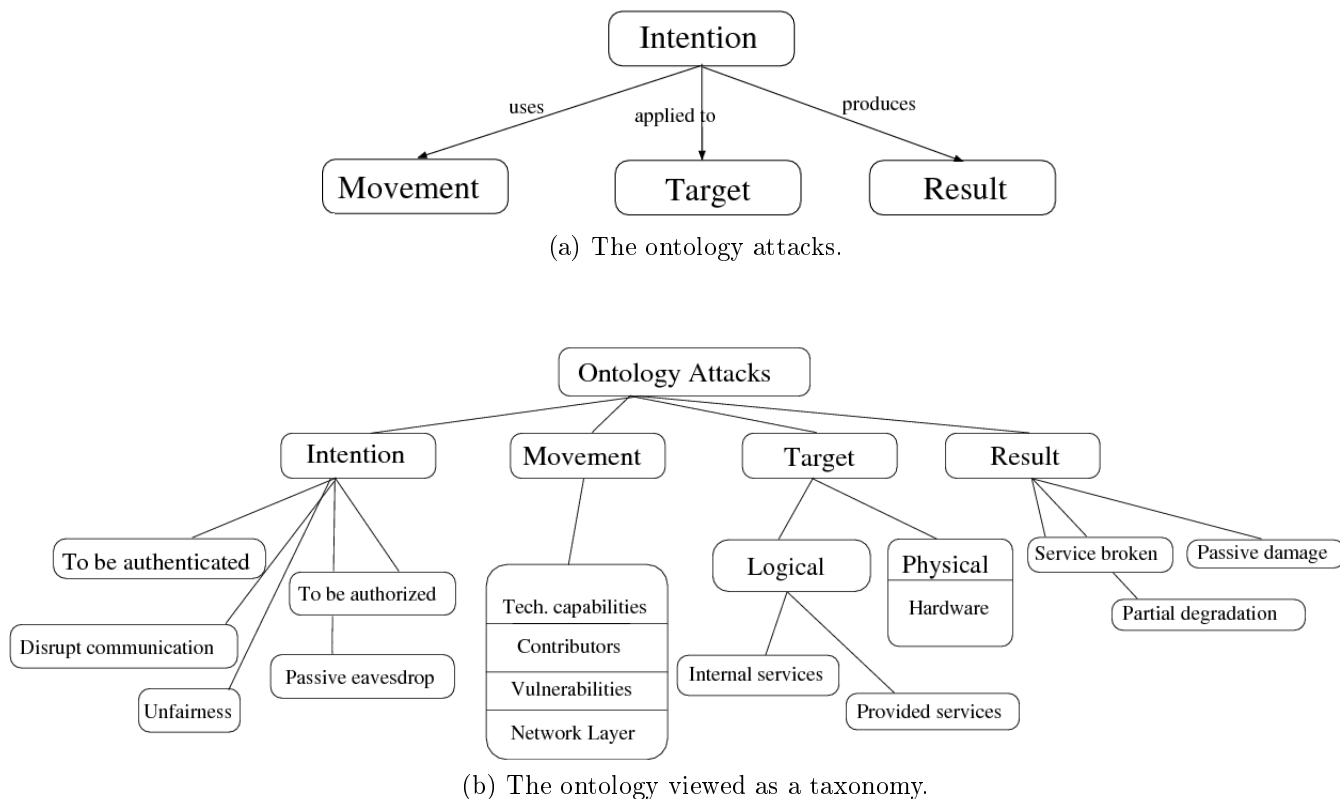 Intention
uses
applied to
produces
Movement
Target
Result
(a) The ontology attacks.
Ontology Attacks
Intention
Movement
Target
Result
To be authenticated
To be authorized
Disrupt communication
Passive eavesdrop
Unfairness
Tech. capabilities
Contributors
Vulnerabilities
Network Layer
Logical
Physical
Hardware
Internal services
Provided services
Service broken
Passive damage
Partial degradation
(b) The ontology viewed as a taxonomy.